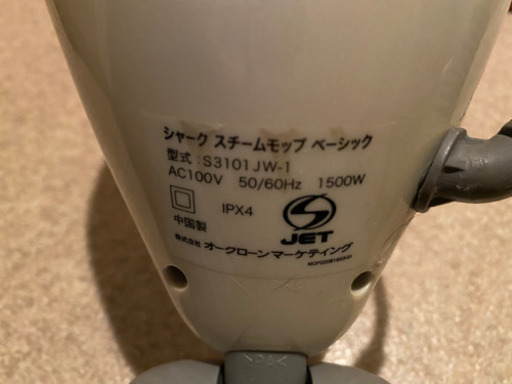 シャーク スチームモップ ベーシック
型式：S3101JW-1
AC100V 50/60Hz 1500W
IPX4
JET
中国製
株式会社 オークローンマーケティング